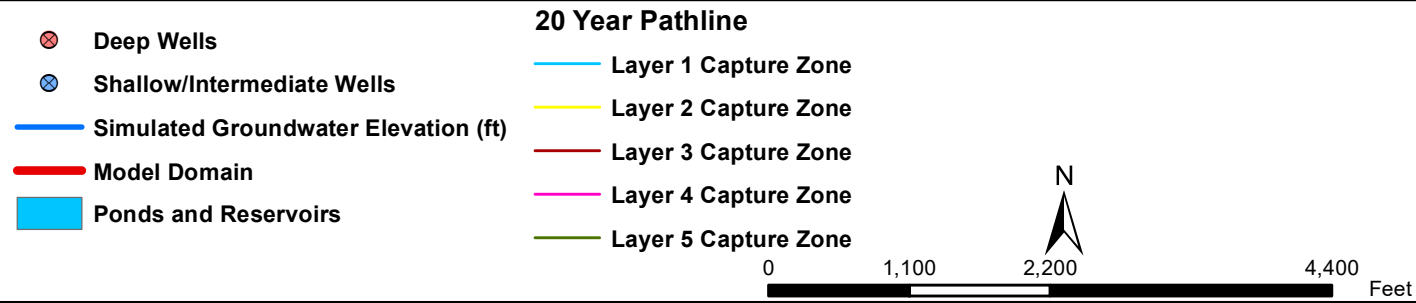 Deep Wells
Shallow/Intermediate Wells
Simulated Groundwater Elevation (ft)
Model Domain
Ponds and Reservoirs
20 Year Pathline
Layer 1 Capture Zone
Layer 2 Capture Zone
Layer 3 Capture Zone
Layer 4 Capture Zone
Layer 5 Capture Zone
N
0 1,100 2,200 4,400
Feet